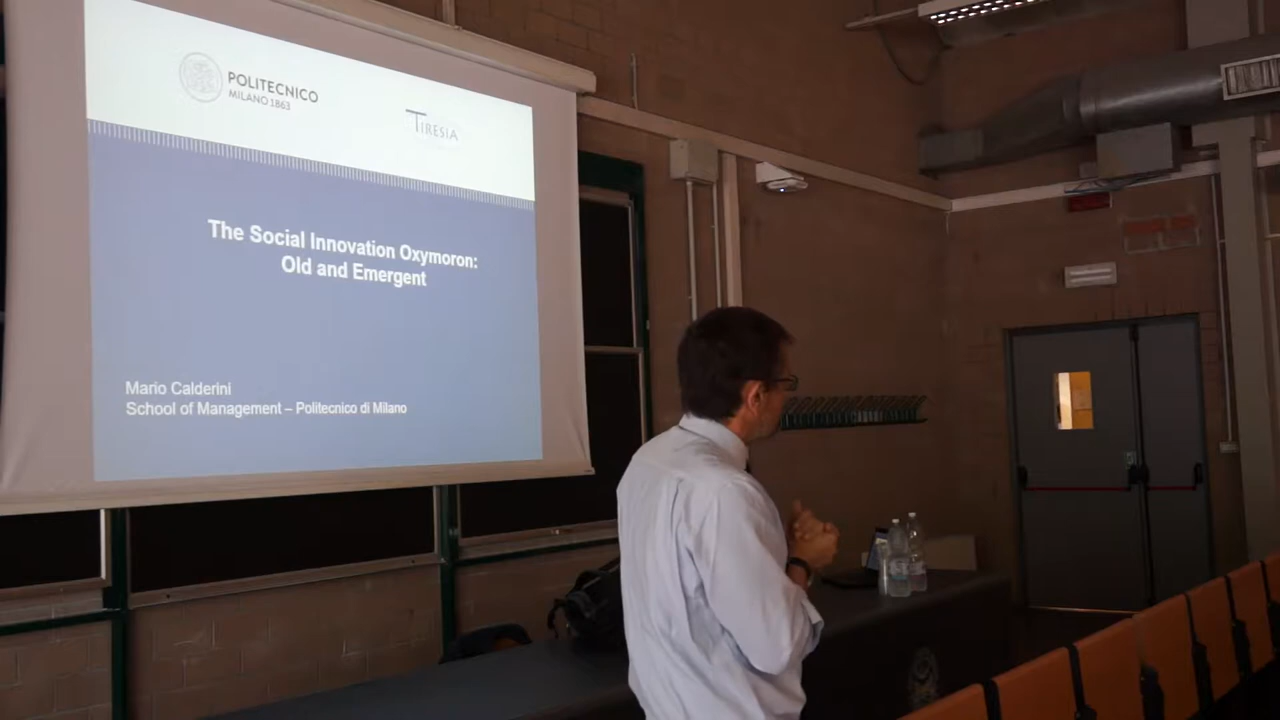 POLITECNICO
MILANO 1863
TIRESIA
The Social Innovation Oxymoron:
Old and Emergent
Mario Calderini
School of Management – Politecnico di Milano